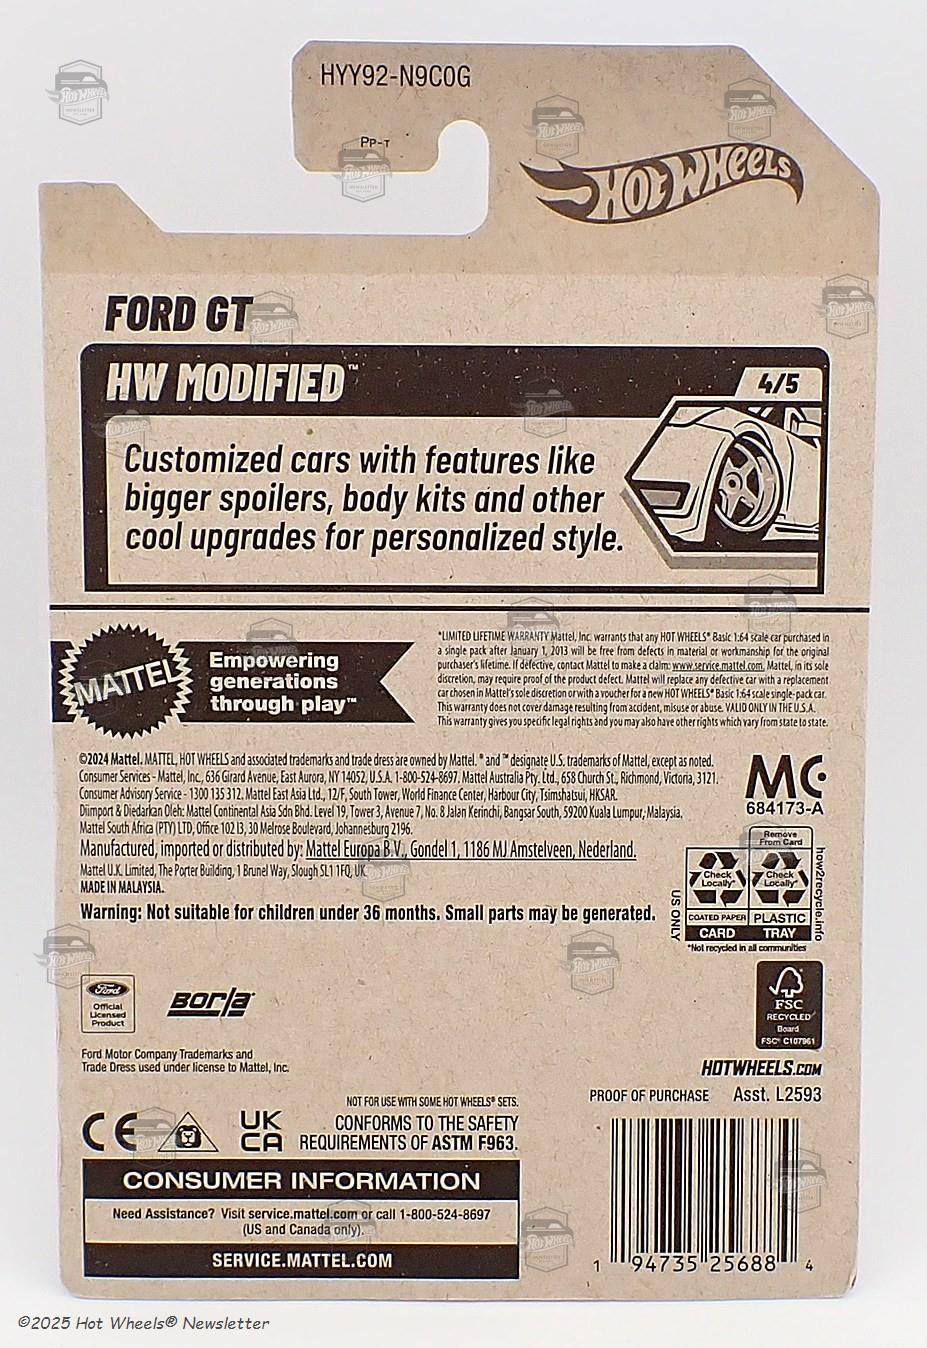 HYY92-N9C0G
PP-T
HOT WHEELS
FORD GT
HW MODIFIED™
4/5
Customized cars with features like
bigger spoilers, body kits and other
cool upgrades for personalized style.
MATTEL
Empowering
generations
through play™
*LIMITED LIFETIME WARRANTY Mattel, Inc. warrants that any HOT WHEELS® Basic 1:64 scale car purchased in
a single pack after January 1, 2013 will be free from defects in material or workmanship for the original
purchaser's lifetime. If defective, contact Mattel to make a claim: www.service.mattel.com. Mattel, in its sole
discretion, may require proof of the product defect. Mattel will replace any defective car with a replacement
car chosen in Mattel's sole discretion or with a voucher for a new HOT WHEELS® Basic 1:64 scale single-pack car.
This warranty does not cover damage resulting from accident, misuse or abuse. VALID ONLY IN THE U.S.A.
This warranty gives you specific legal rights and you may also have other rights which vary from state to state.
©2024 Mattel. MATTEL, HOT WHEELS and associated trademarks and trade dress are owned by Mattel. ® and ™ designate U.S. trademarks of Mattel, except as noted.
Consumer Services - Mattel, Inc., 636 Girard Avenue, East Aurora, NY 14052, U.S.A. 1-800-524-8697. Mattel Australia Pty. Ltd., 658 Church St., Richmond, Victoria, 3121.
Consumer Advisory Service - 1300 135 312. Mattel East Asia Ltd., 12/F, South Tower, World Finance Center, Harbour City, Tsimshatsui, HKSAR.
Diimport & Diedarkan Oleh: Mattel Continental Asia Sdn Bhd. Level 19, Tower 3, Avenue 7, No. 8 Jalan Kerinchi, Bangsar South, 59200 Kuala Lumpur, Malaysia.
Mattel South Africa (PTY) LTD, Office 102 I3, 30 Melrose Boulevard, Johannesburg 2196.
Manufactured, imported or distributed by: Mattel Europa B.V., Gondel 1, 1186 MJ Amstelveen, Nederland.
Mattel U.K. Limited, The Porter Building, 1 Brunel Way, Slough SL1 1FQ, UK.
MADE IN MALAYSIA.
Warning: Not suitable for children under 36 months. Small parts may be generated.
MC
684173-A
Remove
From Card
Check
Locally*
Check
Locally*
COATED PAPER
CARD
PLASTIC
TRAY
US ONLY
how2recycle.info
*Not recycled in all communities
Ford
Official
Licensed
Product
Borla®
FSC
RECYCLED
Board
FSC® C107961
Ford Motor Company Trademarks and
Trade Dress used under license to Mattel, Inc.
HOTWHEELS.COM
PROOF OF PURCHASE Asst. L2593
NOT FOR USE WITH SOME HOT WHEELS® SETS.
CE
UK
CA
CONFORMS TO THE SAFETY
REQUIREMENTS OF ASTM F963.
CONSUMER INFORMATION
Need Assistance? Visit service.mattel.com or call 1-800-524-8697
(US and Canada only).
SERVICE.MATTEL.COM
1 94735 25688 4
©2025 Hot Wheels® Newsletter